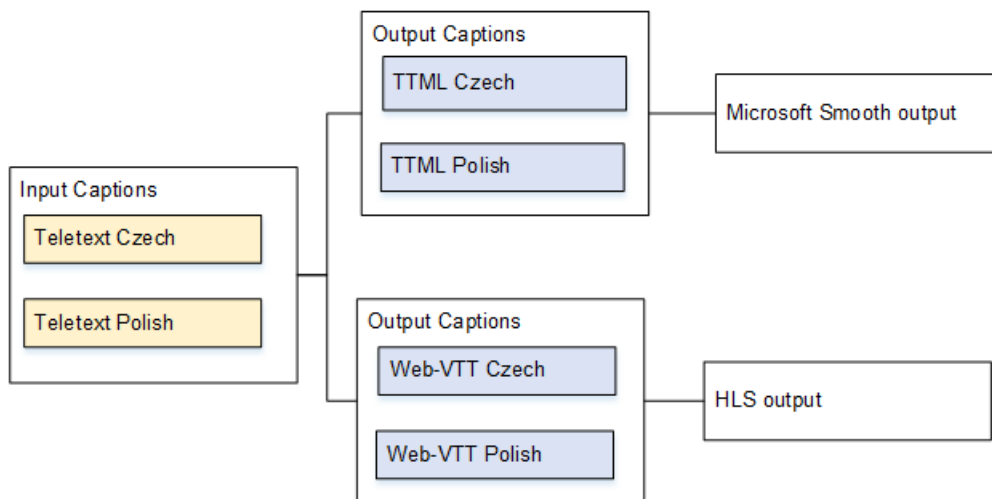 Input Captions
Teletext Czech
Teletext Polish
Output Captions
TTML Czech
TTML Polish
Microsoft Smooth output
Output Captions
Web-VTT Czech
Web-VTT Polish
HLS output